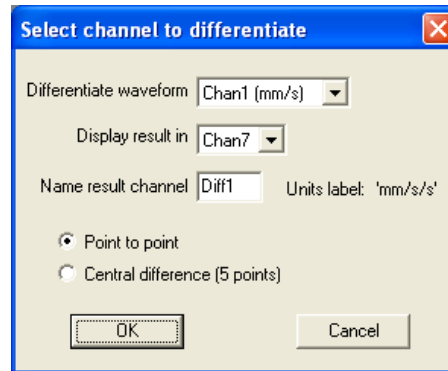 Select channel to differentiate
Differentiate waveform Chan1 (mm/s)
Display result in Chan7
Name result channel Diff1 Units label: 'mm/s/s'
Point to point
Central difference (5 points)
OK Cancel